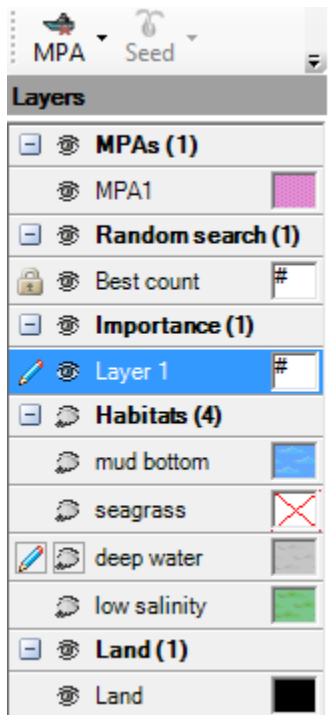 MPA Seed
Layers
MPAs (1)
MPA1
Random search (1)
Best count #
Importance (1)
Layer 1 #
Habitats (4)
mud bottom
seagrass
deep water
low salinity
Land (1)
Land